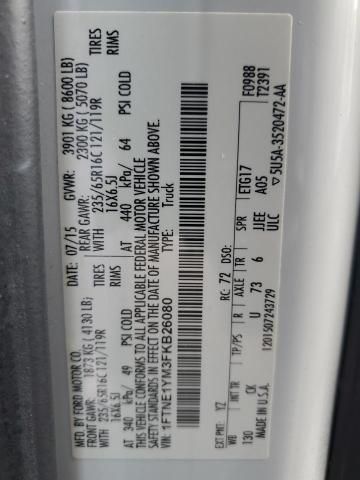 MFD. BY FORD MOTOR CO.
DATE: 07/15 GVWR: 3901 KG ( 8600 LB)
FRONT GAWR: 1873 KG ( 4130 LB) REAR GAWR: 2300 KG ( 5070 LB)
WITH 235/65R16C 121/119R TIRES WITH 235/65R16C 121/119R TIRES
16X6.5J RIMS 16X6.5J RIMS
AT 340 kPa/ 49 PSI COLD AT 440 kPa/ 64 PSI COLD
THIS VEHICLE CONFORMS TO ALL APPLICABLE FEDERAL MOTOR VEHICLE
SAFETY STANDARDS IN EFFECT ON THE DATE OF MANUFACTURE SHOWN ABOVE.
VIN: 1FTNE1YM3FKB26080
TYPE: Truck
F0988
T2391
EXT PNT: YZ RC: 72 DSO:
WB INT TR TP/PS R AXLE TR SPR ETG17
130 CK U 73 6 JJEE A05
MADE IN U.S.A. 1201507243729 ULC
5U5A-3520472-AA